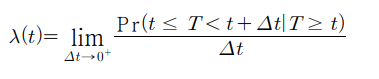 λ(t)= lim_{Δt→0⁺} Pr(t ≤ T< t+ Δt|T ≥ t) / Δt